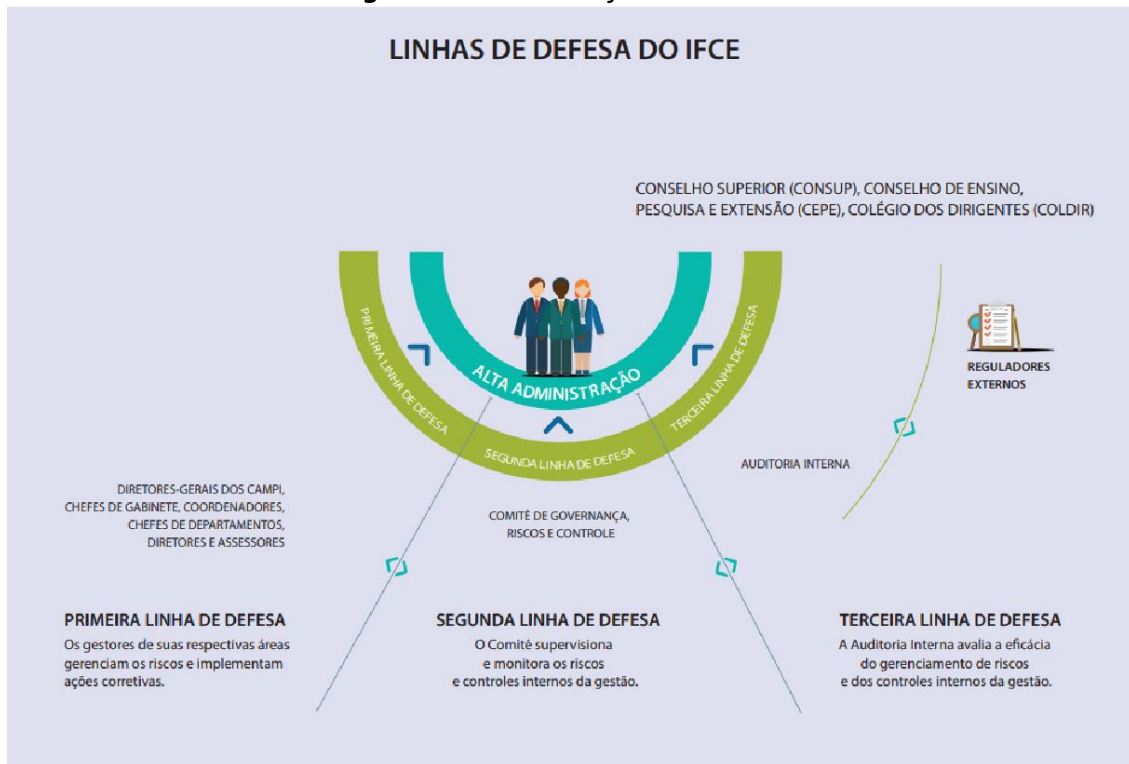 LINHAS DE DEFESA DO IFCE
CONSELHO SUPERIOR (CONSUP), CONSELHO DE ENSINO,
PESQUISA E EXTENSÃO (CEPE), COLÉGIO DOS DIRIGENTES (COLDIR)
PRIMEIRA LINHA DE DEFESA
ALTA ADMINISTRAÇÃO
TERCEIRA LINHA DE DEFESA
SEGUNDA LINHA DE DEFESA
REGULADORES
EXTERNOS
AUDITORIA INTERNA
DIRETORES-GERAIS DOS CAMPI,
CHEFES DE GABINETE, COORDENADORES,
CHEFES DE DEPARTAMENTOS,
DIRETORES E ASSESSORES
COMITÊ DE GOVERNANÇA,
RISCOS E CONTROLE
PRIMEIRA LINHA DE DEFESA
Os gestores de suas respectivas áreas
gerenciam os riscos e implementam
ações corretivas.
SEGUNDA LINHA DE DEFESA
O Comitê supervisiona
e monitora os riscos
e controles internos da gestão.
TERCEIRA LINHA DE DEFESA
A Auditoria Interna avalia a eficácia
do gerenciamento de riscos
e dos controles internos da gestão.